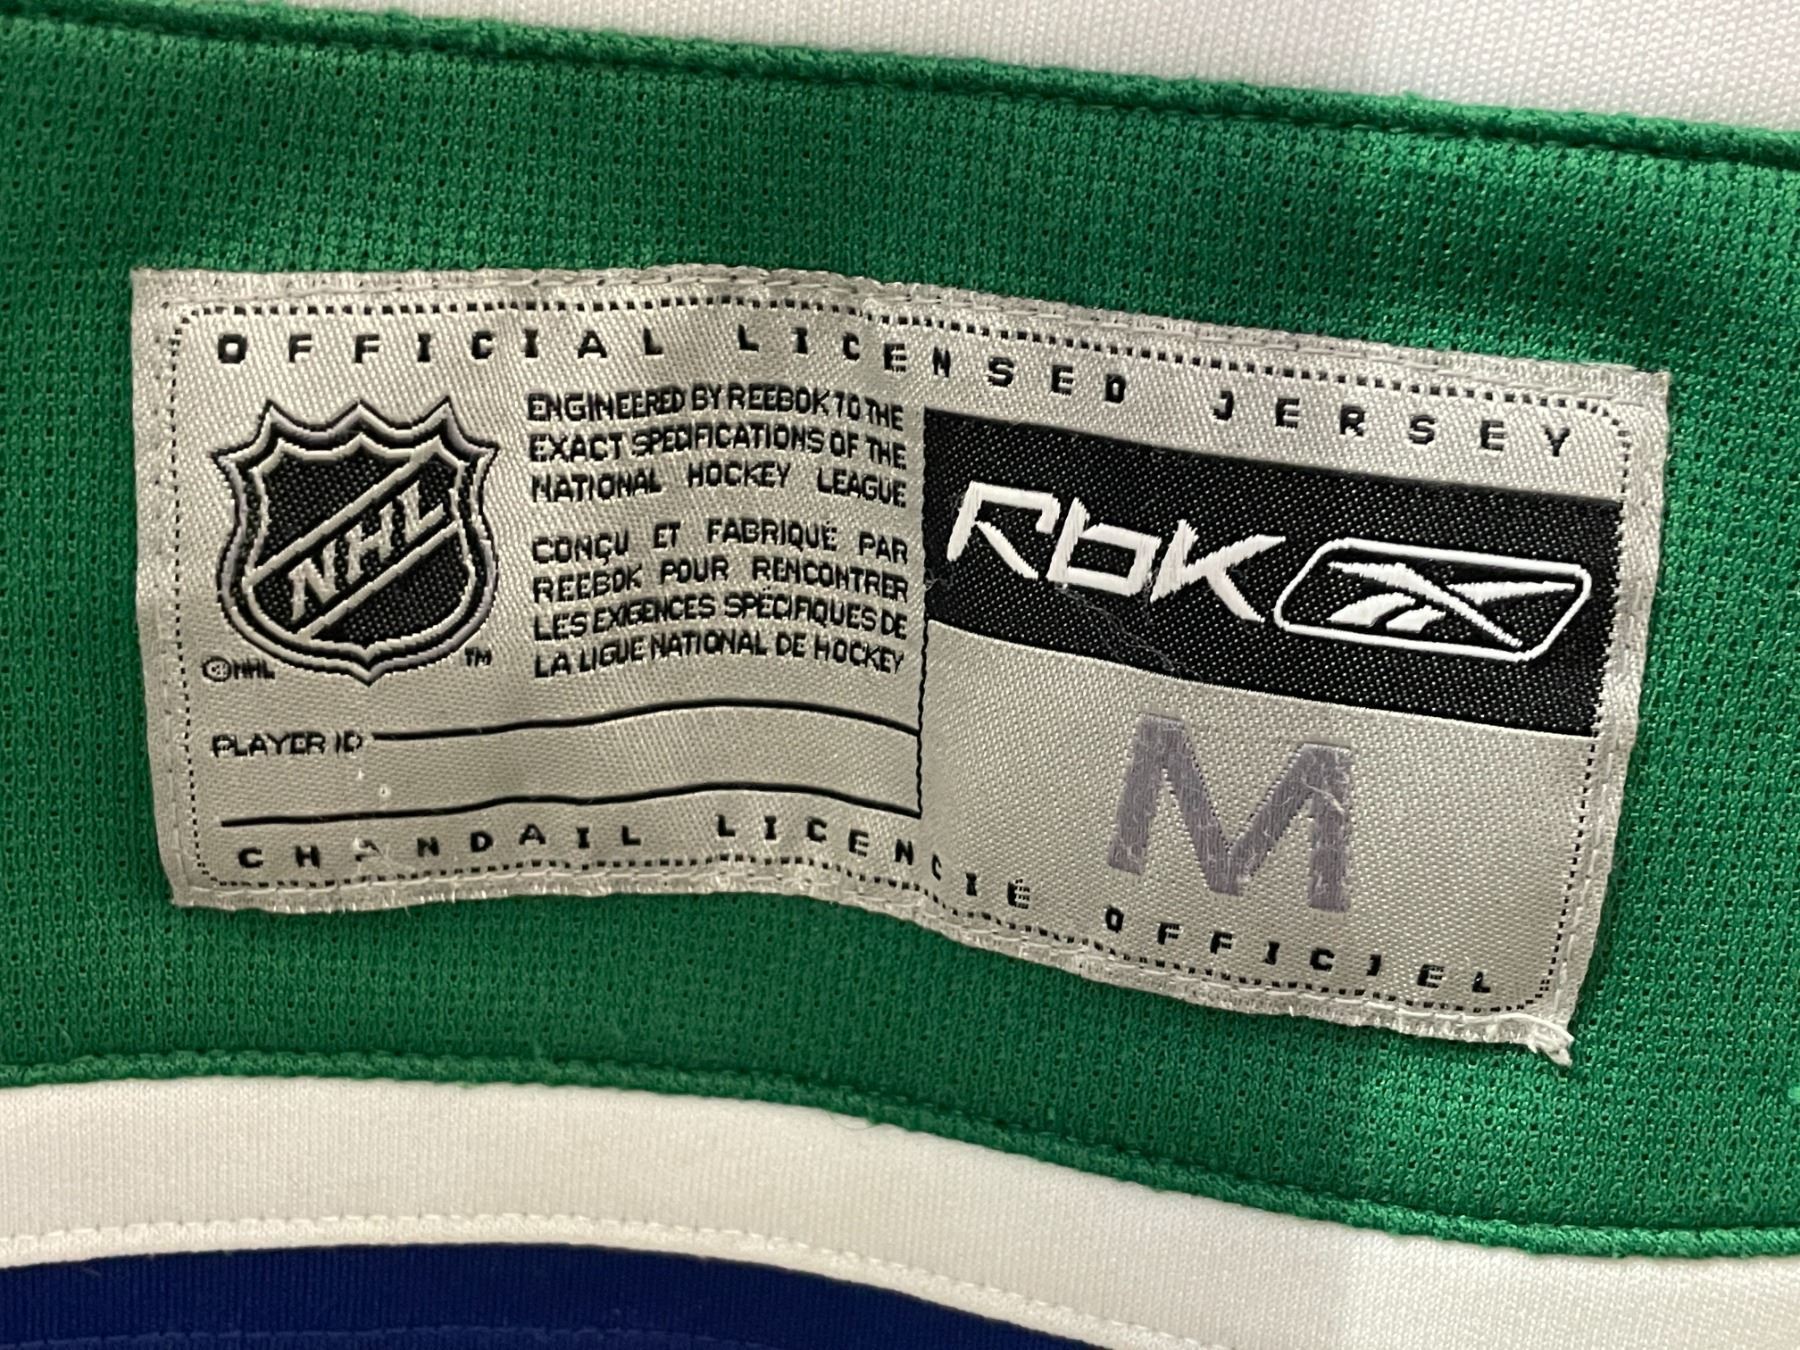 OFFICIAL LICENSED JERSEY
NHL
©NHL
TM
ENGINEERED BY REEBOK TO THE
EXACT SPECIFICATIONS OF THE
NATIONAL HOCKEY LEAGUE
CONÇU ET FABRIQUÉ PAR
REEBOK POUR RENCONTRER
LES EXIGENCES SPÉCIFIQUES DE
LA LIGUE NATIONAL DE HOCKEY
PLAYER ID
Rbk
M
CHANDAIL LICENCIÉ OFFICIEL